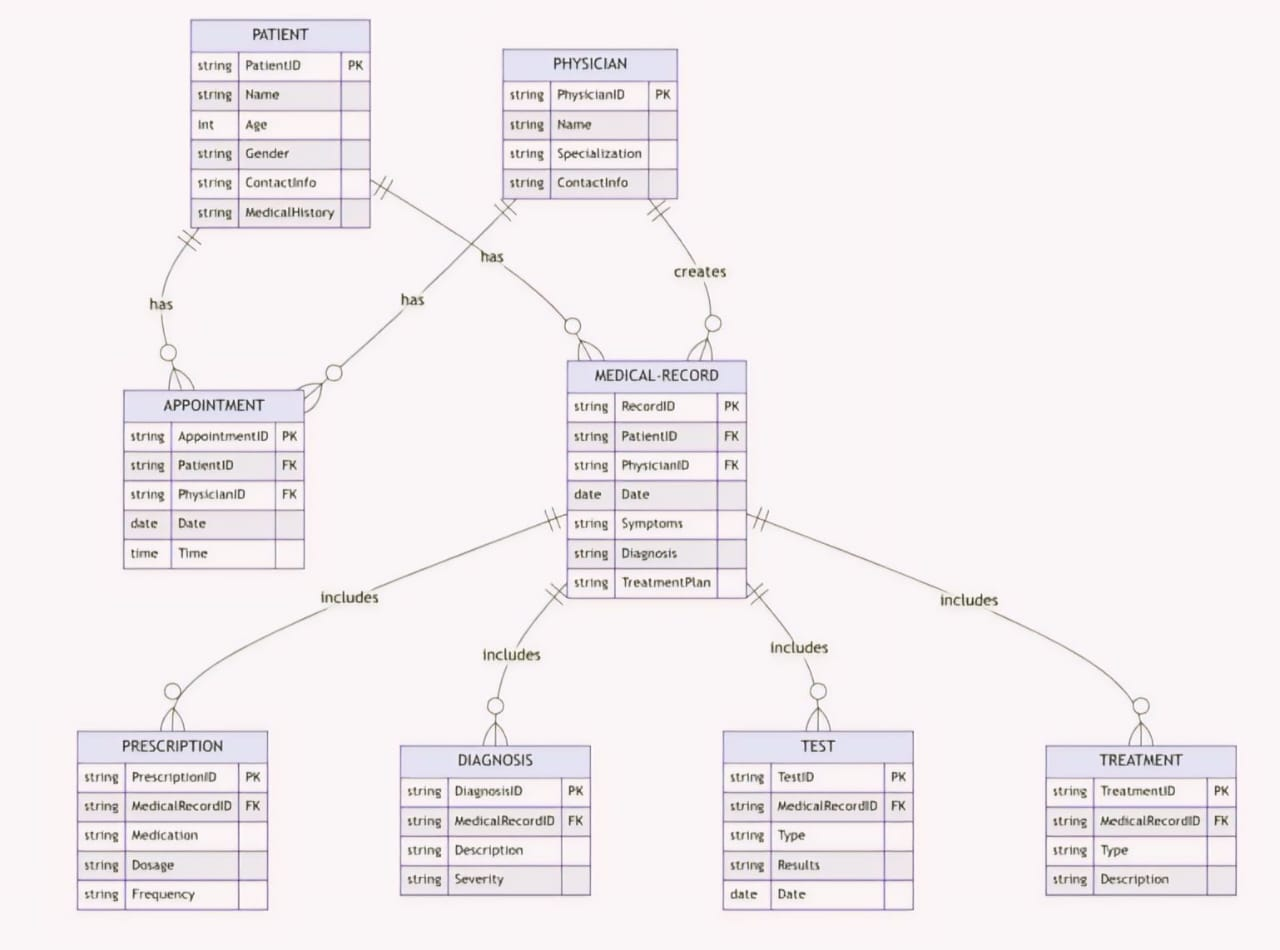 PATIENT
string PatientID PK
string Name
int Age
string Gender
string ContactInfo
string MedicalHistory
PHYSICIAN
string PhysicianID PK
string Name
string Specialization
string ContactInfo
has
has
has
creates
APPOINTMENT
string AppointmentID PK
string PatientID FK
string PhysicianID FK
date Date
time Time
MEDICAL-RECORD
string RecordID PK
string PatientID FK
string PhysicianID FK
date Date
string Symptoms
string Diagnosis
string TreatmentPlan
includes
includes
includes
includes
PRESCRIPTION
string PrescriptionID PK
string MedicalRecordID FK
string Medication
string Dosage
string Frequency
DIAGNOSIS
string DiagnosisID PK
string MedicalRecordID FK
string Description
string Severity
TEST
string TestID PK
string MedicalRecordID FK
string Type
string Results
date Date
TREATMENT
string TreatmentID PK
string MedicalRecordID FK
string Type
string Description